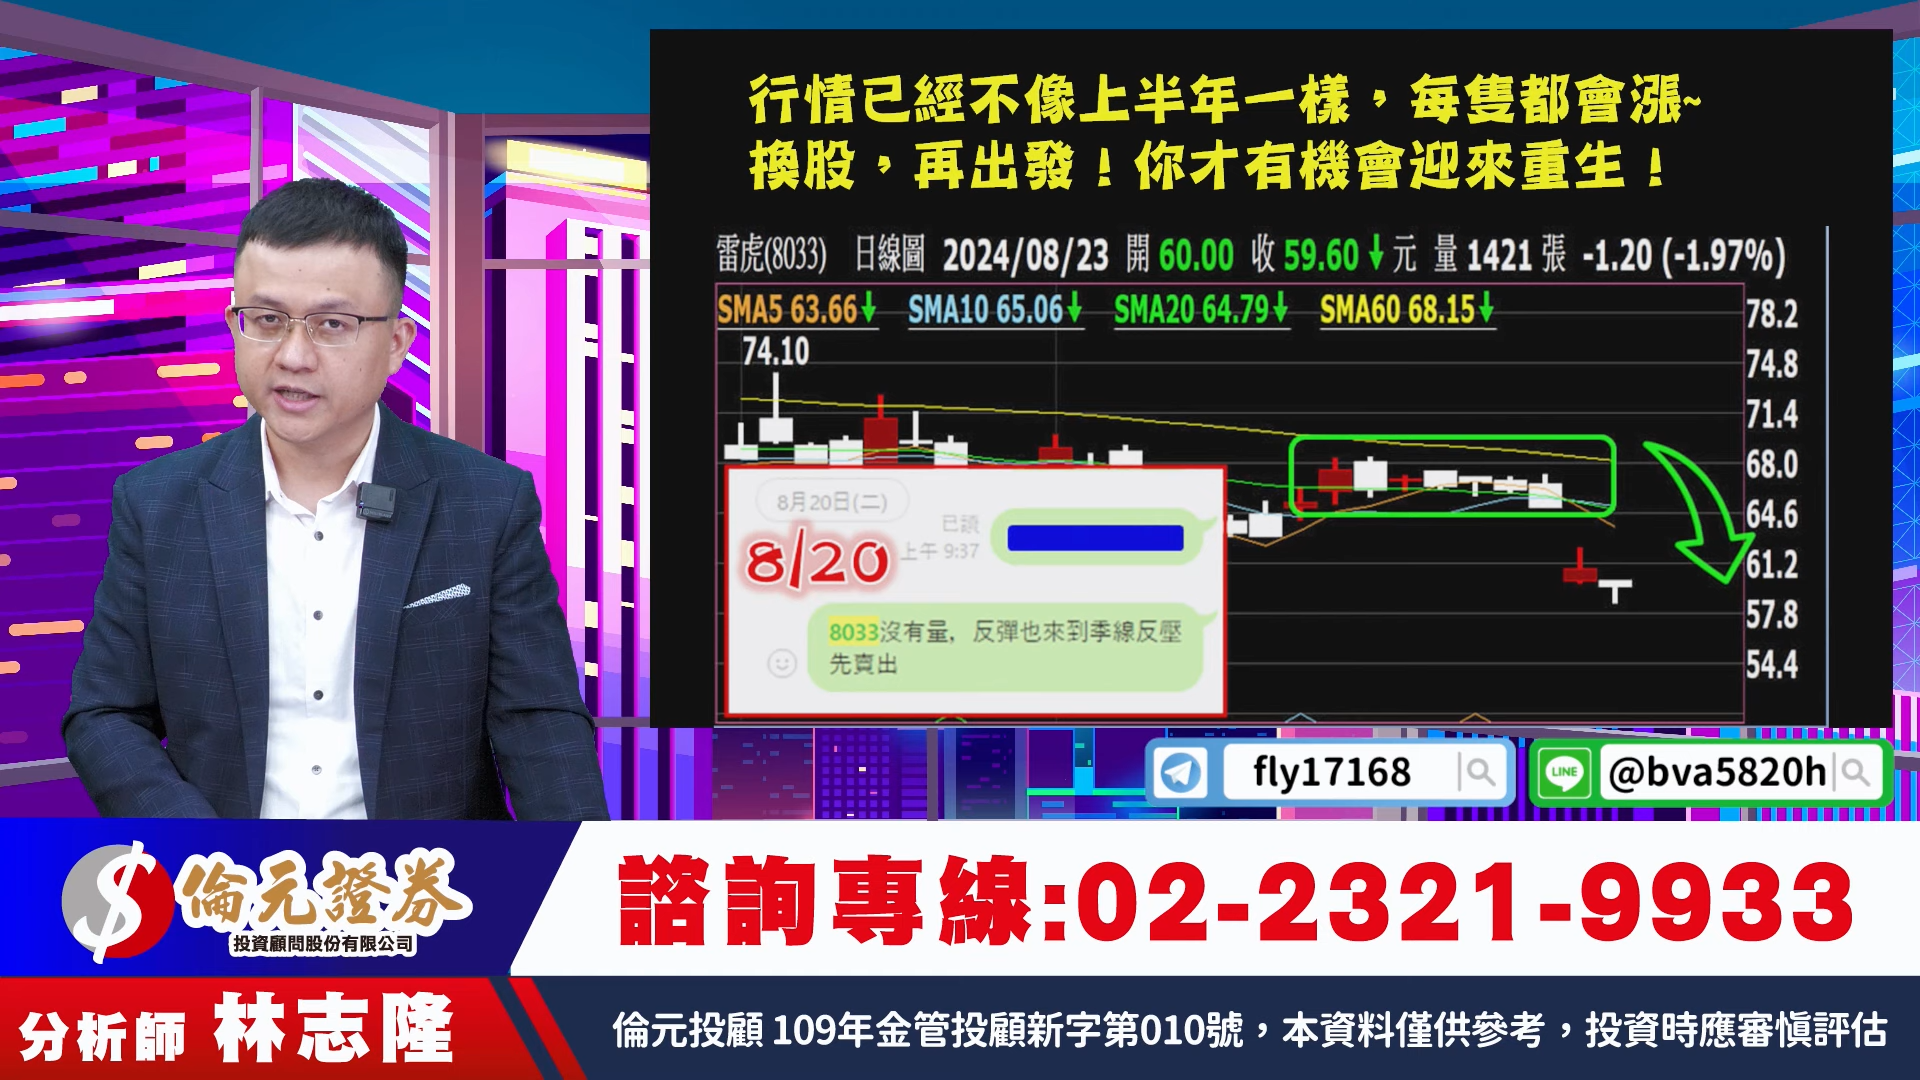 行情已經不像上半年一樣，每隻都會漲~
換股，再出發！你才有機會迎來重生！
雷虎(8033) 日線圖 2024/08/23 開 60.00 收 59.60↓元 量 1421 張 -1.20 (-1.97%)
SMA5 63.66↓ SMA10 65.06↓ SMA20 64.79↓ SMA60 68.15↓
78.2
74.10
74.8
71.4
68.0
64.6
61.2
57.8
54.4
8月20日(二)
8/20
已讀
上午 9:37
8033沒有量，反彈也來到季線反壓
先賣出
fly17168
LINE
@bva5820h
倫元證券
投資顧問股份有限公司
諮詢專線:02-2321-9933
分析師 林志隆
倫元投顧 109年金管投顧新字第010號，本資料僅供參考，投資時應審慎評估